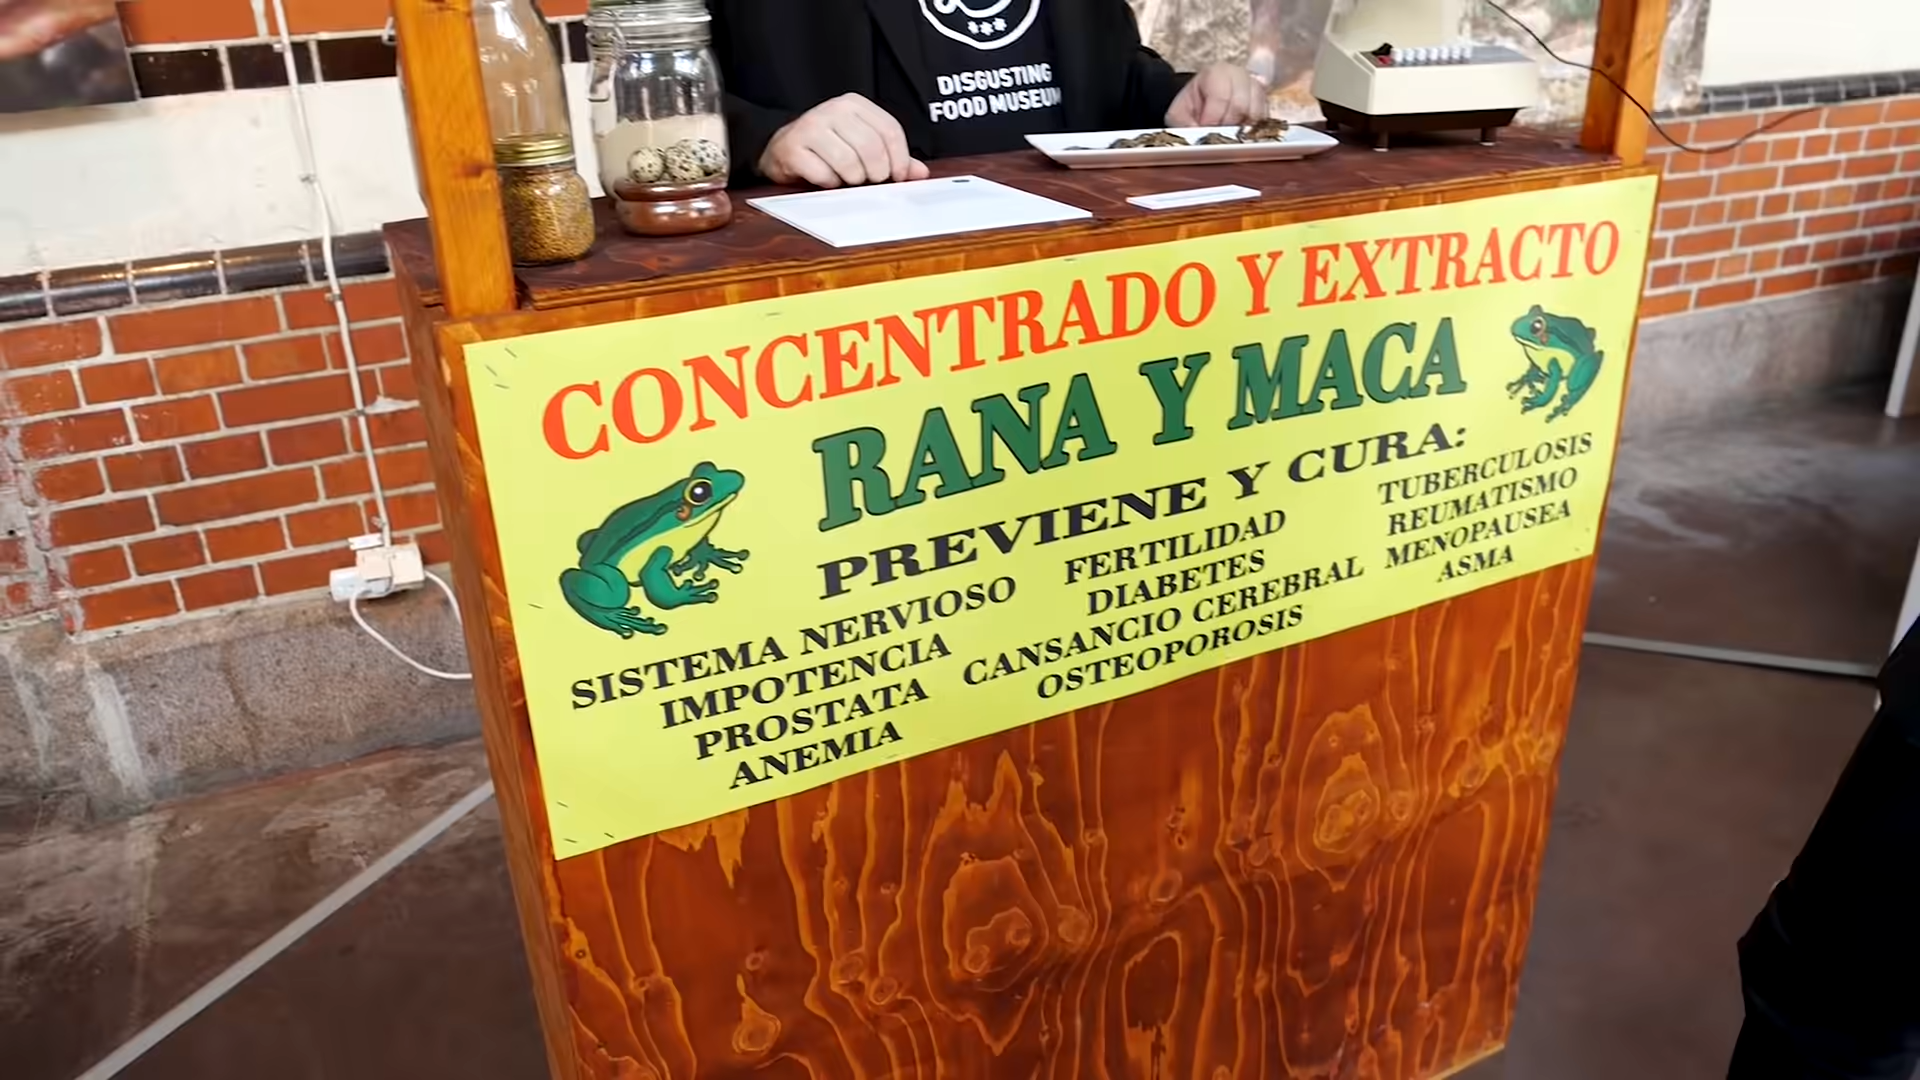 DISGUSTING
FOOD MUSEUM
CONCENTRADO Y EXTRACTO
RANA Y MACA
PREVIENE Y CURA:
SISTEMA NERVIOSO
IMPOTENCIA
PROSTATA
ANEMIA
FERTILIDAD
DIABETES
CANSANCIO CEREBRAL
OSTEOPOROSIS
TUBERCULOSIS
REUMATISMO
MENOPAUSEA
ASMA